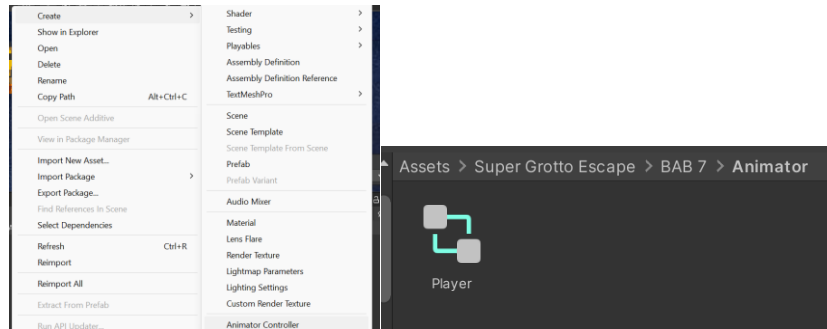 Create >
Show in Explorer
Open
Delete
Rename
Copy Path Alt+Ctrl+C
Open Scene Additive
View in Package Manager
Import New Asset...
Import Package >
Export Package...
Find References In Scene
Select Dependencies
Refresh Ctrl+R
Reimport
Reimport All
Extract From Prefab
Run API Updater...
Shader >
Testing >
Playables >
Assembly Definition
Assembly Definition Reference
TextMeshPro >
Scene
Scene Template
Scene Template From Scene
Prefab
Prefab Variant
Audio Mixer
Material
Lens Flare
Render Texture
Lightmap Parameters
Lighting Settings
Custom Render Texture
Animator Controller
Assets > Super Grotto Escape > BAB 7 > Animator
Player